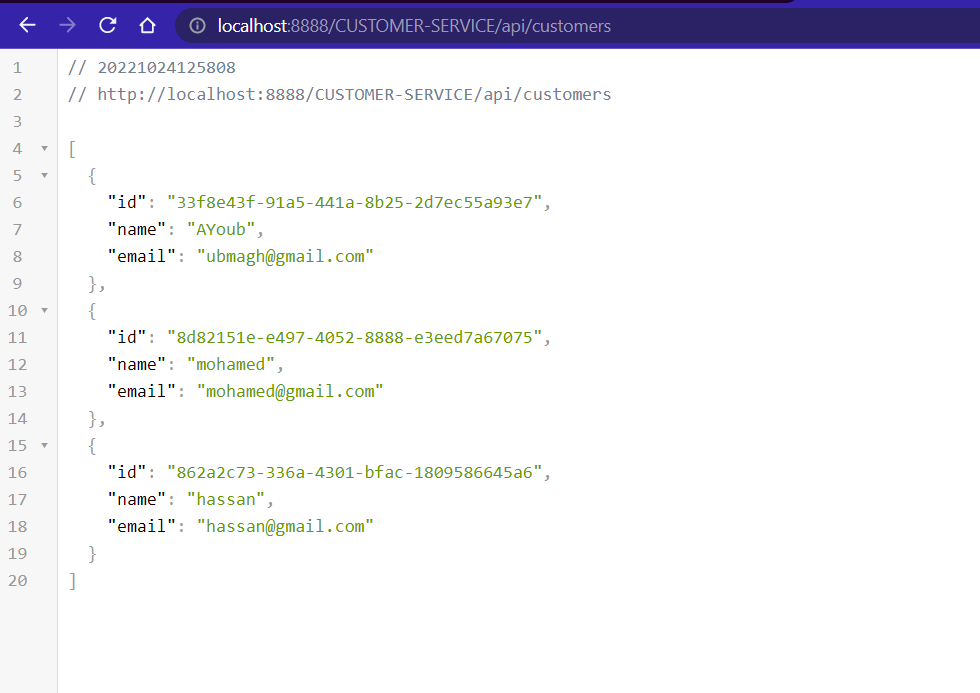 localhost:8888/CUSTOMER-SERVICE/api/customers
1 // 20221024125808
2 // http://localhost:8888/CUSTOMER-SERVICE/api/customers
3
4 [
5 {
6 "id": "33f8e43f-91a5-441a-8b25-2d7ec55a93e7",
7 "name": "AYoub",
8 "email": "ubmagh@gmail.com"
9 },
10 {
11 "id": "8d82151e-e497-4052-8888-e3eed7a67075",
12 "name": "mohamed",
13 "email": "mohamed@gmail.com"
14 },
15 {
16 "id": "862a2c73-336a-4301-bfac-1809586645a6",
17 "name": "hassan",
18 "email": "hassan@gmail.com"
19 }
20 ]